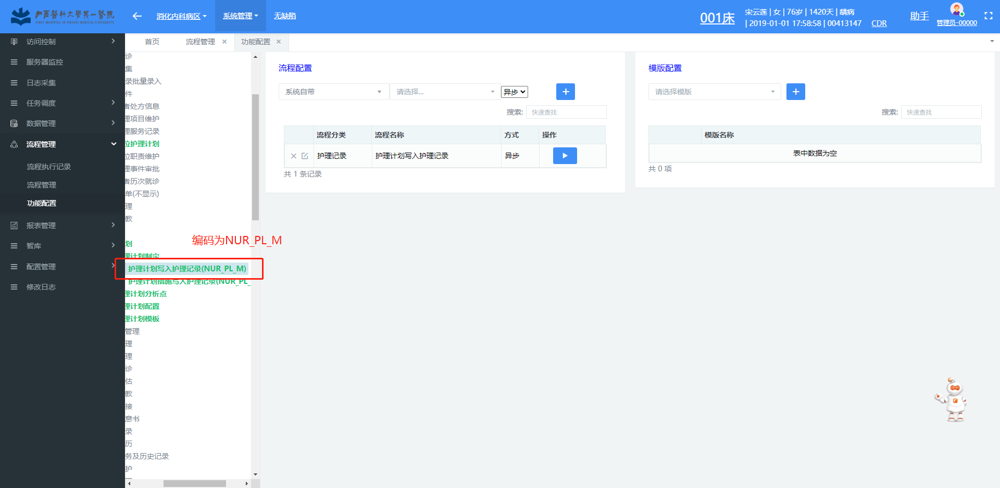 山西醫科大學第一醫院
FIRST HOSPITAL OF SHANXI MEDICAL UNIVERSITY
消化内科病区
系统管理
无缺陷
001床
宋云莲 | 女 | 76岁 | 1420天 | 龋病
| 2019-01-01 17:58:58 | 00413147
CDR
助手
管理员-00000
访问控制
服务器监控
日志采集
任务调度
数据管理
流程管理
流程执行记录
流程管理
功能配置
报表管理
智库
配置管理
修改日志
首页
流程管理
功能配置
诊
集
录批量录入
件
者处方信息
理项目维护
理服务记录
位护理计划
位职责维护
理事件审批
者历次就诊
单(不显示)
理
教
划
理计划制定
护理计划写入护理记录(NUR_PL_M)
护理计划措施写入护理记录(NUR_PL_
理计划分析点
理计划配置
理计划模板
管理
理
理
诊
估
教
接
意书
录
历
务及历史记录
护
编码为NUR_PL_M
流程配置
系统自带
请选择...
异步
搜索:
快速查找
流程分类
流程名称
方式
操作
护理记录
护理计划写入护理记录
异步
共 1 条记录
模版配置
请选择模版
搜索:
快速查找
模版名称
表中数据为空
共 0 项